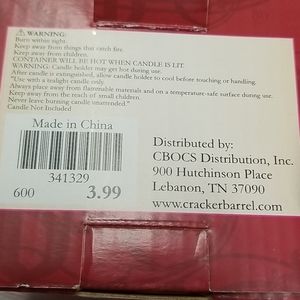 ⚠ WARNING:
Burn within sight.
Keep away from things that catch fire.
Keep away from children.
CONTAINER WILL BE HOT WHEN CANDLE IS LIT.
WARNING: Candle holder may get hot during use.
After candle is extinguished, allow candle holder to cool before touching or handling.
"Use with a tealight candle only.
Always place away from flammable materials and on a temperature-safe surface during use.
Keep away from the reach of small children.
Never leave burning candle unattended."
Candle Not Included
Made in China
341329
600 3.99
Distributed by:
CBOCS Distribution, Inc.
900 Hutchinson Place
Lebanon, TN 37090
www.crackerbarrel.com